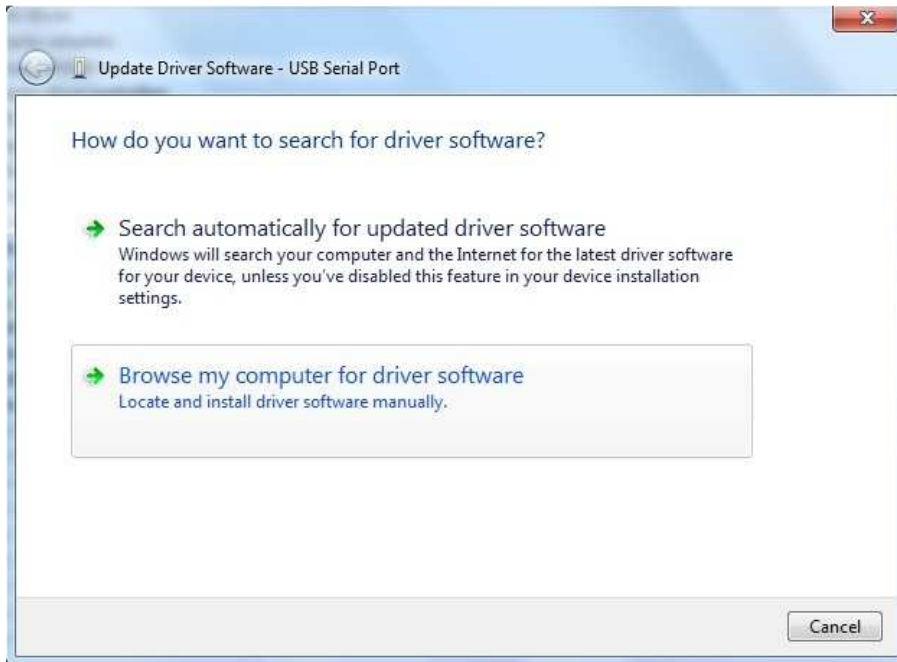 Update Driver Software - USB Serial Port
How do you want to search for driver software?
Search automatically for updated driver software
Windows will search your computer and the Internet for the latest driver software
for your device, unless you've disabled this feature in your device installation
settings.
Browse my computer for driver software
Locate and install driver software manually.
Cancel